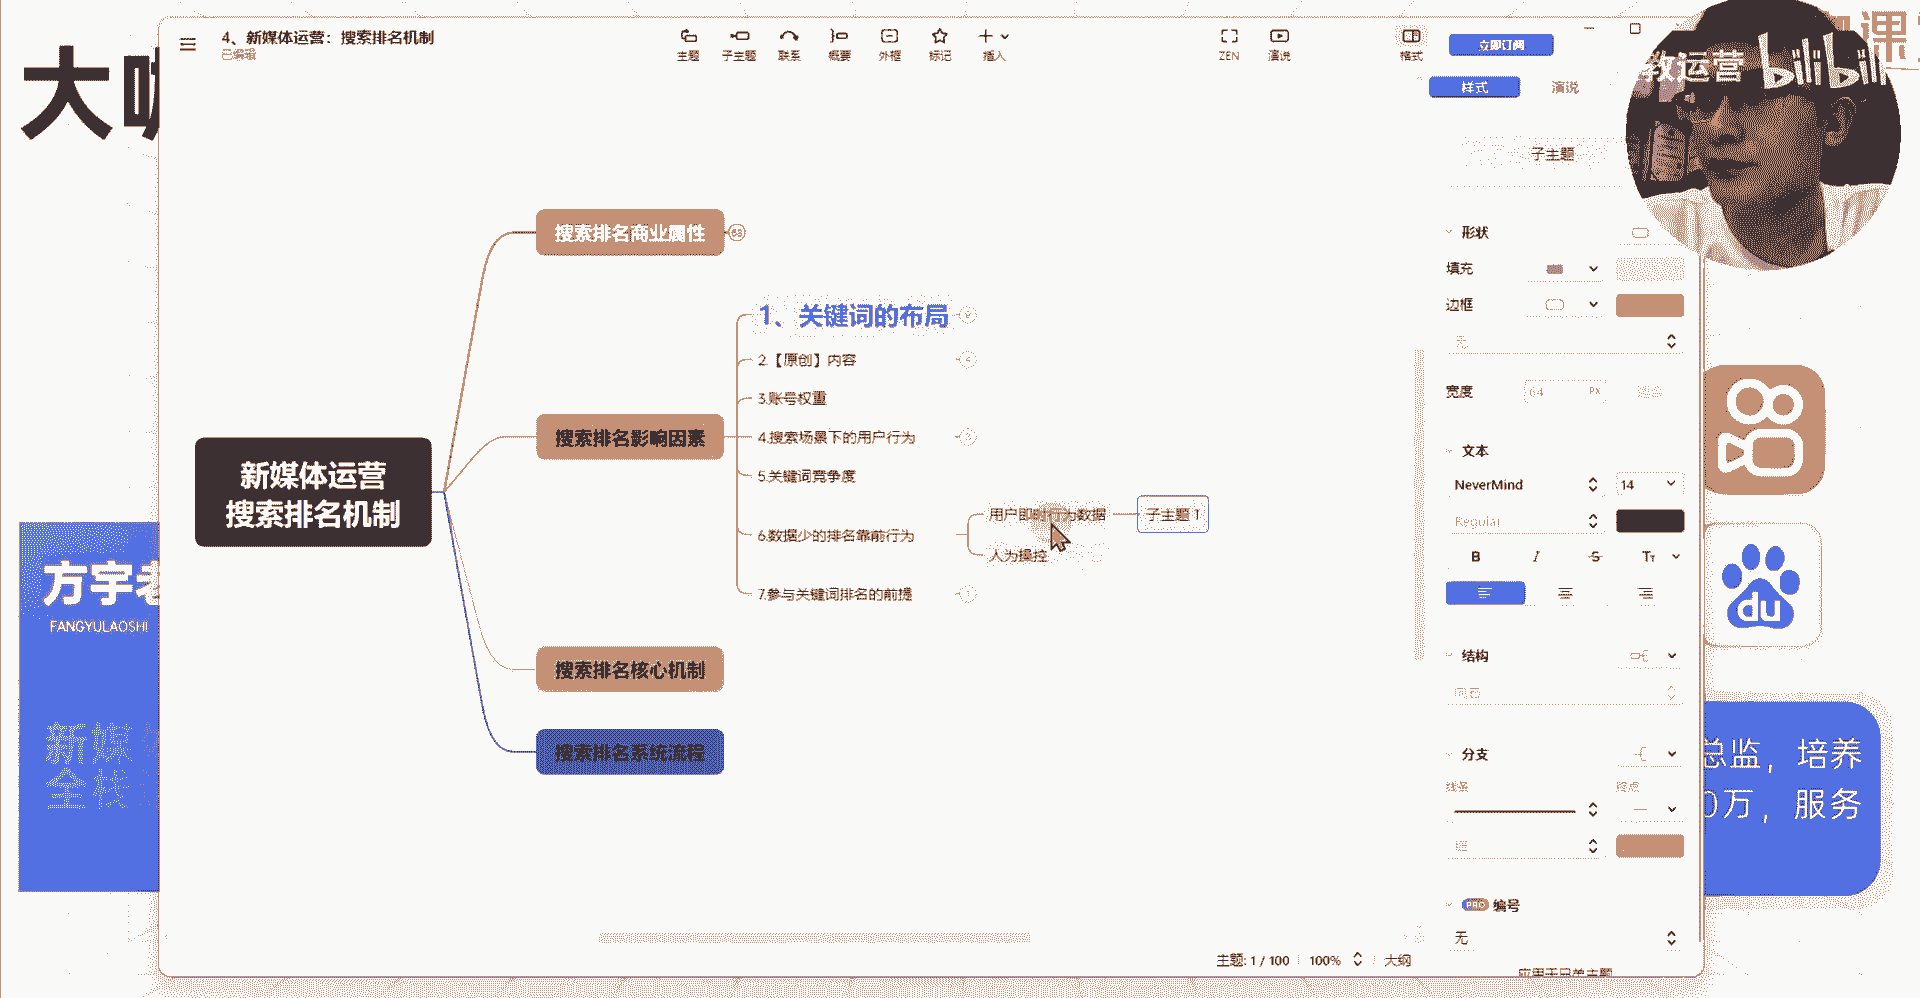 4、新媒体运营：搜索排名机制
已编辑
主题
子主题
联系
概要
外框
标记
插入
ZEN
演说
格式
立即订阅
样式
演说
教运营
bilibili
课
大
子主题
形状
填充
边框
无
宽度
64
PX
文本
NeverMind
14
Regular
B
I
S
结构
分支
线条
终点
PRO 编号
无
应用于兄弟主题
新媒体运营
搜索排名机制
搜索排名商业属性
搜索排名影响因素
1、关键词的布局
2.【原创】内容
3.账号权重
4.搜索场景下的用户行为
5.关键词竞争度
6.数据少的排名靠前行为
用户即时行为数据
子主题 1
人为操控
7.参与关键词排名的前提
搜索排名核心机制
搜索排名系统流程
主题: 1 / 100
100%
大纲
方宇老
FANGYULAOSHI
新媒
全栈
du
总监，培养
0万，服务